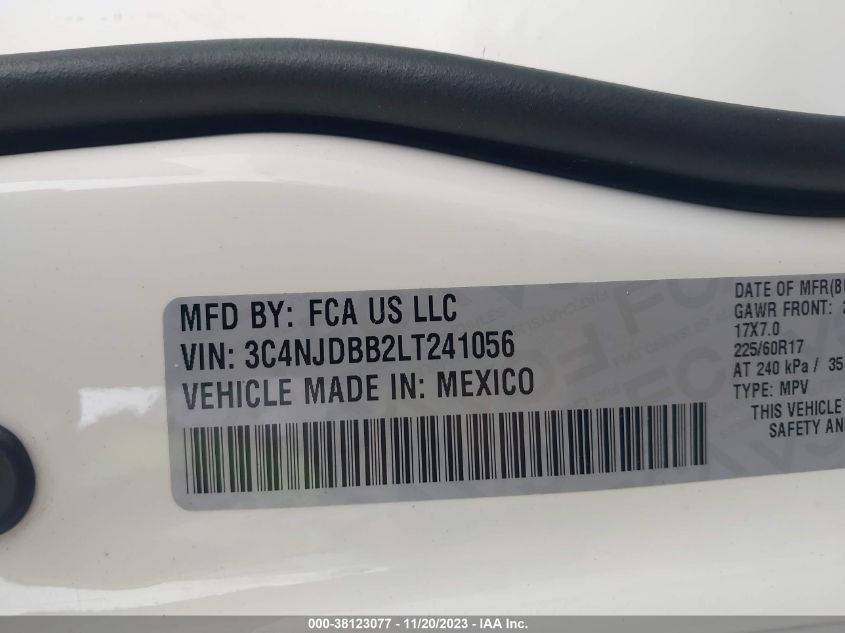 MFD BY: FCA US LLC
VIN: 3C4NJDBB2LT241056
VEHICLE MADE IN: MEXICO
DATE OF MFR
GAWR FRONT:
17X7.0
225/60R17
AT 240 kPa / 35
TYPE: MPV
THIS VEHICLE
SAFETY
000-38123077 - 11/20/2023 - IAA Inc.